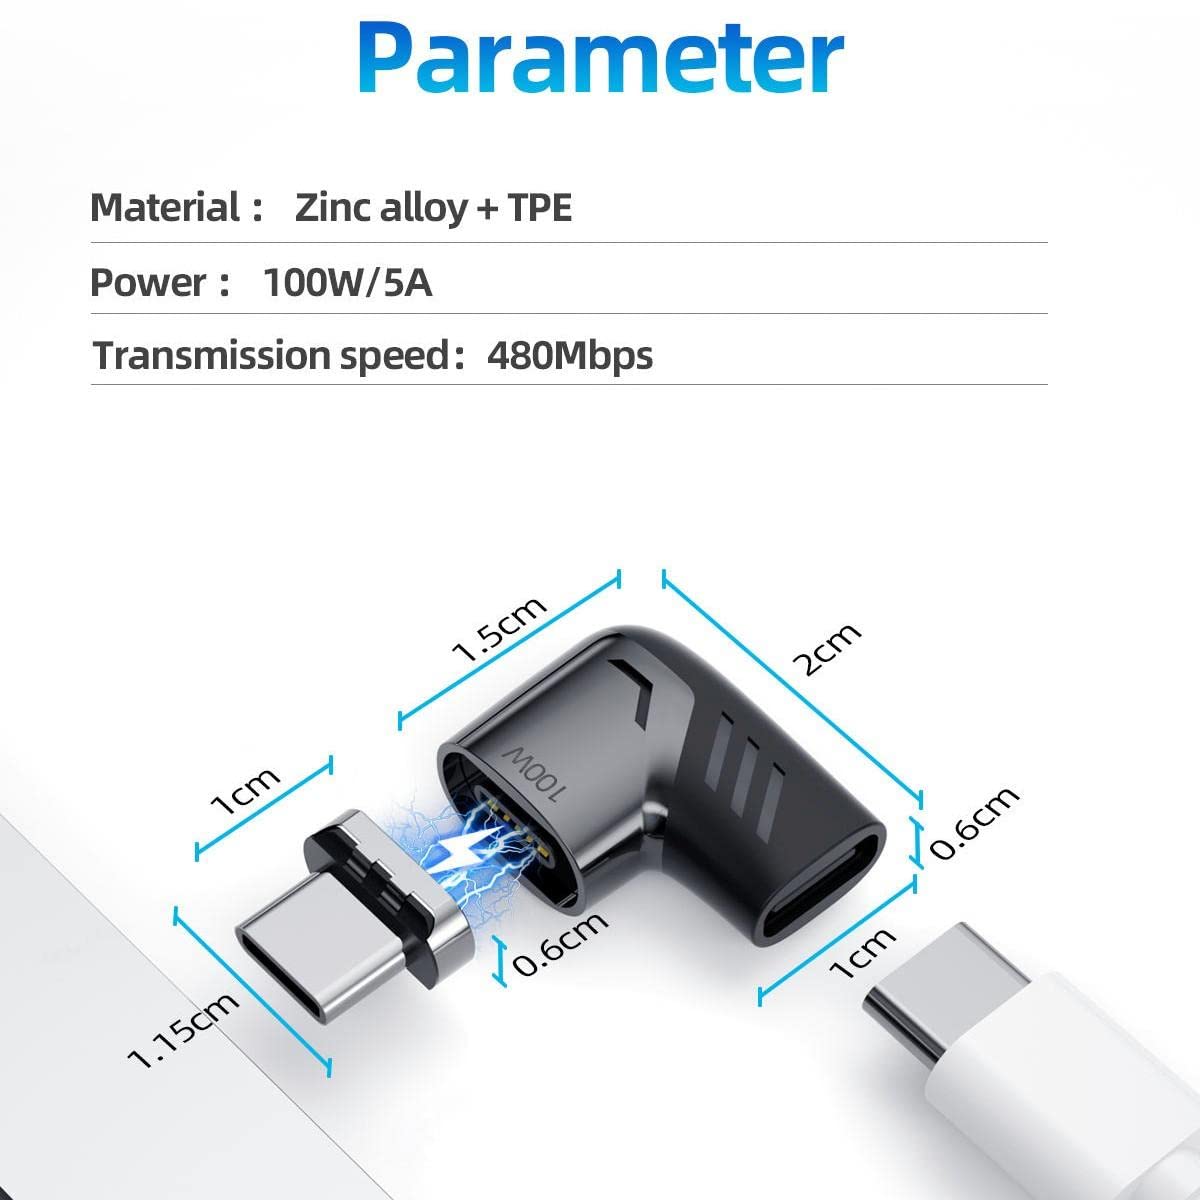 Parameter
Material : Zinc alloy + TPE
Power : 100W/5A
Transmission speed: 480Mbps
1.5cm
2cm
100W
1cm
0.6cm
0.6cm
1cm
1.15cm